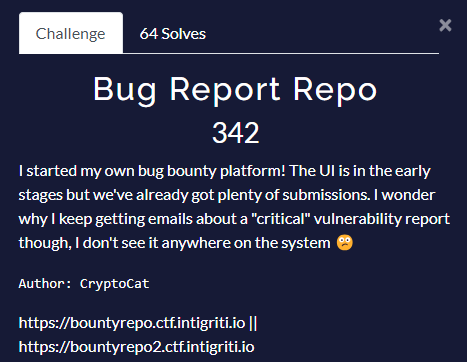 Challenge
64 Solves
×
Bug Report Repo
342
I started my own bug bounty platform! The UI is in the early
stages but we've already got plenty of submissions. I wonder
why I keep getting emails about a "critical" vulnerability report
though, I don't see it anywhere on the system 😕
Author: CryptoCat
https://bountyrepo.ctf.intigriti.io ||
https://bountyrepo2.ctf.intigriti.io